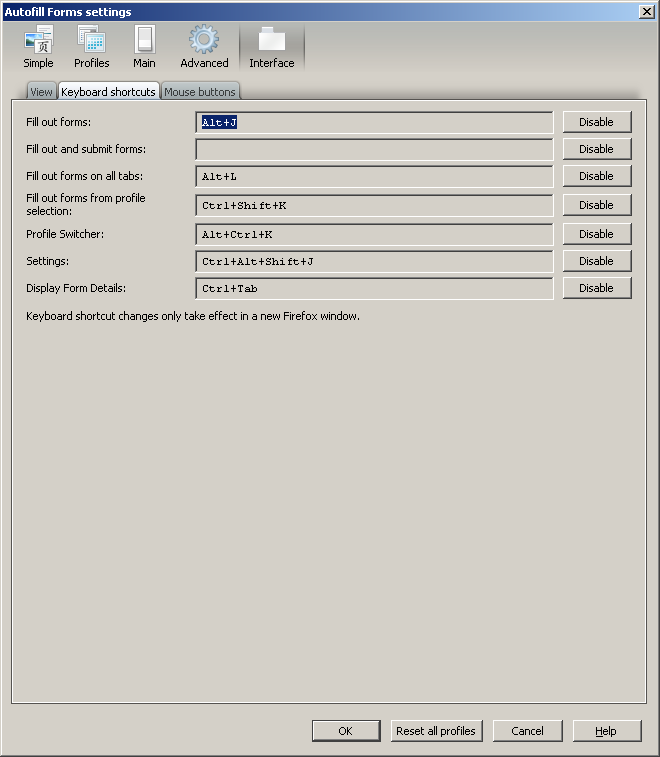 Autofill Forms settings
Simple
Profiles
Main
Advanced
Interface
View
Keyboard shortcuts
Mouse buttons
Fill out forms:
Alt+J
Disable
Fill out and submit forms:
Disable
Fill out forms on all tabs:
Alt+L
Disable
Fill out forms from profile
selection:
Ctrl+Shift+K
Disable
Profile Switcher:
Alt+Ctrl+K
Disable
Settings:
Ctrl+Alt+Shift+J
Disable
Display Form Details:
Ctrl+Tab
Disable
Keyboard shortcut changes only take effect in a new Firefox window.
OK
Reset all profiles
Cancel
Help